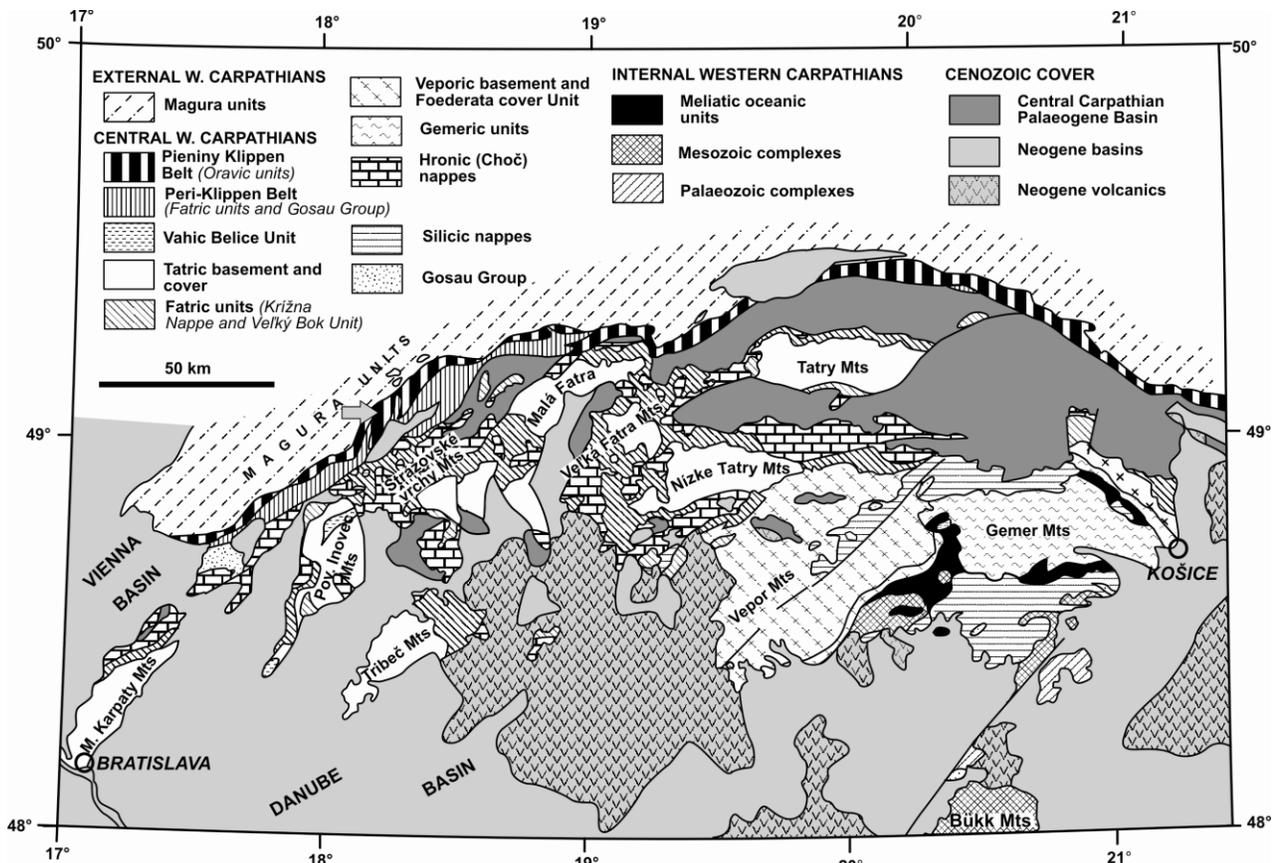 17°
18°
19°
20°
21°
50°
50°
EXTERNAL W. CARPATHIANS
Magura units
CENTRAL W. CARPATHIANS
Pieniny Klippen
Belt (Oravic units)
Peri-Klippen Belt
(Fatric units and Gosau Group)
Vahic Belice Unit
Tatric basement and
cover
Fatric units (Križna
Nappe and Veľký Bok Unit)
Veporic basement and
Foederata cover Unit
Gemeric units
Hronic (Choč)
nappes
Silicic nappes
Gosau Group
INTERNAL WESTERN CARPATHIANS
Meliatic oceanic
units
Mesozoic complexes
Palaeozoic complexes
CENOZOIC COVER
Central Carpathian
Palaeogene Basin
Neogene basins
Neogene volcanics
50 km
MAGURA UNITS
Tatry Mts
Malá Fatra
49°
49°
Veľká Fatra Mts
Strážovské
vrchy Mts
Nizke Tatry Mts
Gemer Mts
VIENNA
BASIN
Pov. Inovec
Mts
KOŠICE
Vepor Mts
Tribeč Mts
M. Karpaty Mts
BRATISLAVA
DANUBE
BASIN
Bükk Mts
48°
48°
17°
18°
19°
20°
21°